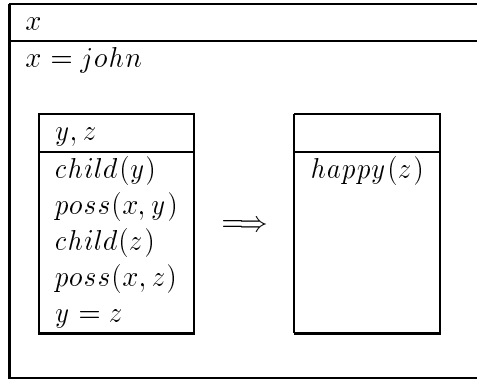 x
x = john
y, z
child(y)
poss(x, y)
child(z)
poss(x, z)
y = z
⟹
happy(z)